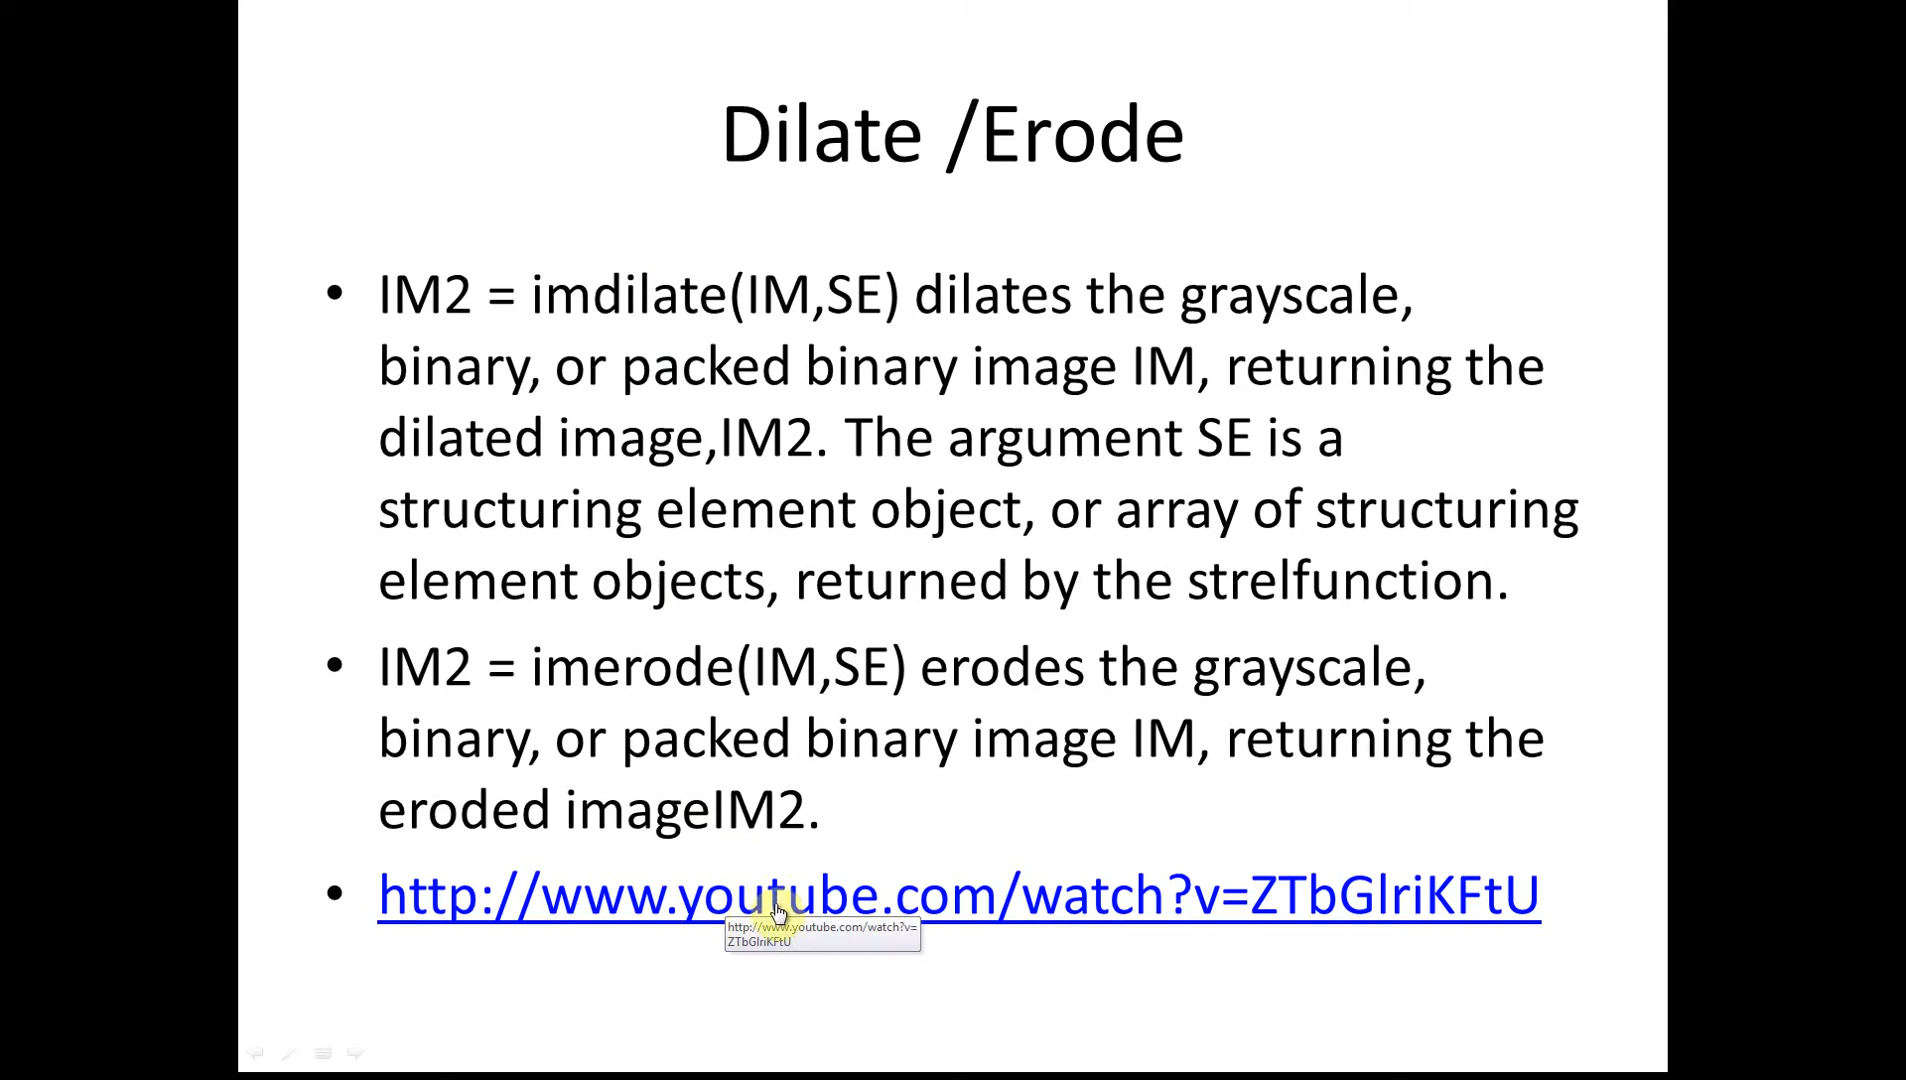 Dilate /Erode
• IM2 = imdilate(IM,SE) dilates the grayscale,
binary, or packed binary image IM, returning the
dilated image,IM2. The argument SE is a
structuring element object, or array of structuring
element objects, returned by the strelfunction.
• IM2 = imerode(IM,SE) erodes the grayscale,
binary, or packed binary image IM, returning the
eroded imageIM2.
• http://www.youtube.com/watch?v=ZTbGlriKFtU
http://www.youtube.com/watch?v=
ZTbGlriKFtU